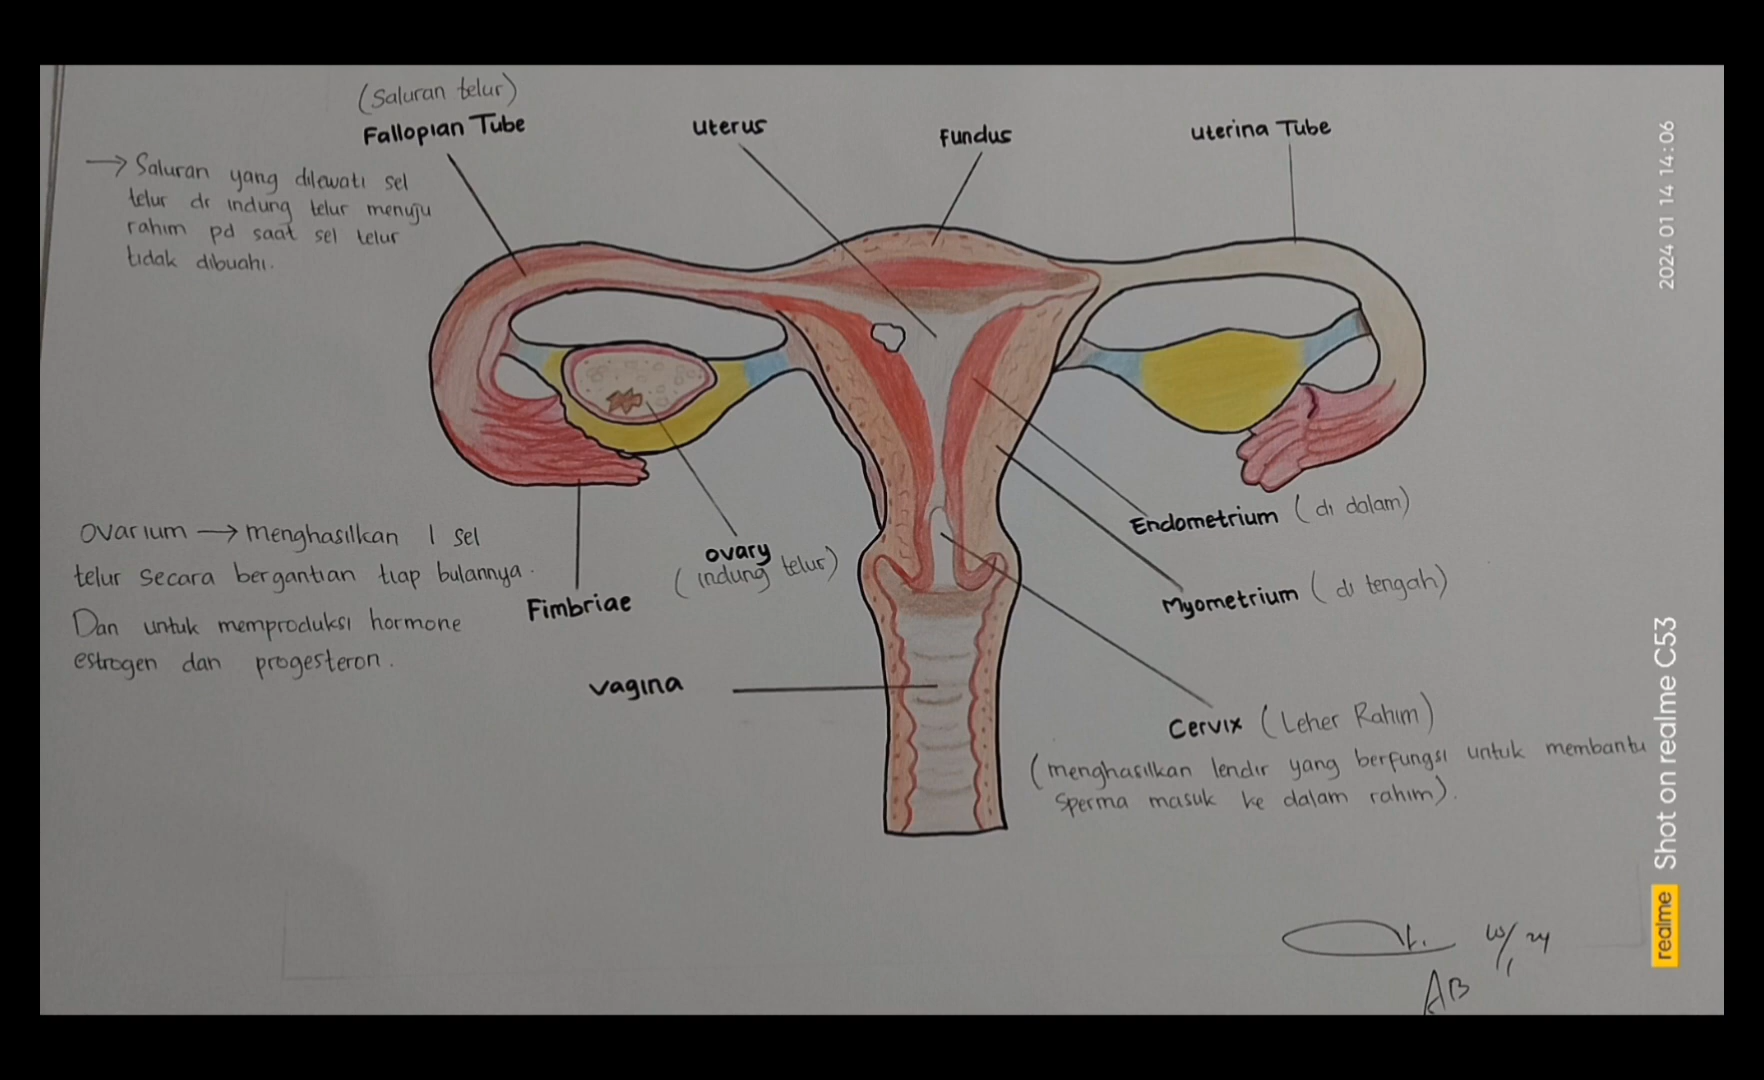 (Saluran telur)
Fallopian Tube
uterus
Fundus
uterina Tube
→ Saluran yang dilewati sel
telur dr indung telur menuju
rahim pd saat sel telur
tidak dibuahi.
Ovarium → menghasilkan 1 sel
telur secara bergantian tiap bulannya.
Dan untuk memproduksi hormone
estrogen dan progesteron.
Fimbriae
ovary
(indung telur)
vagina
Endometrium (di dalam)
Myometrium (di tengah)
Cervix (Leher Rahim)
(menghasilkan lendir yang berfungsi untuk membantu
sperma masuk ke dalam rahim).
AB
2024 01 14 14:06
realme Shot on realme C53